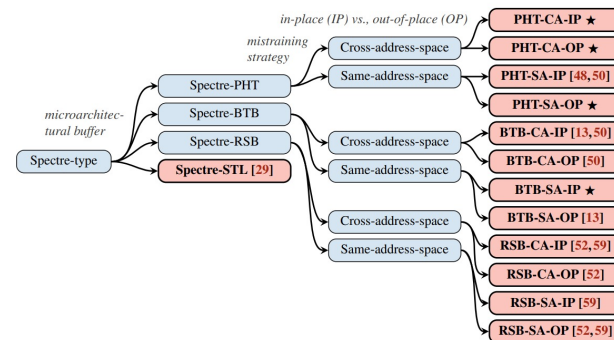 in-place (IP) vs., out-of-place (OP)
PHT-CA-IP ★
mistraining
strategy
Cross-address-space
PHT-CA-OP ★
Same-address-space
PHT-SA-IP [48,50]
Spectre-PHT
PHT-SA-OP ★
microarchitec-
tural buffer
Spectre-BTB
BTB-CA-IP [13,50]
Spectre-RSB
Cross-address-space
BTB-CA-OP [50]
Spectre-type
Spectre-STL [29]
Same-address-space
BTB-SA-IP ★
BTB-SA-OP [13]
Cross-address-space
RSB-CA-IP [52,59]
Same-address-space
RSB-CA-OP [52]
RSB-SA-IP [59]
RSB-SA-OP [52,59]